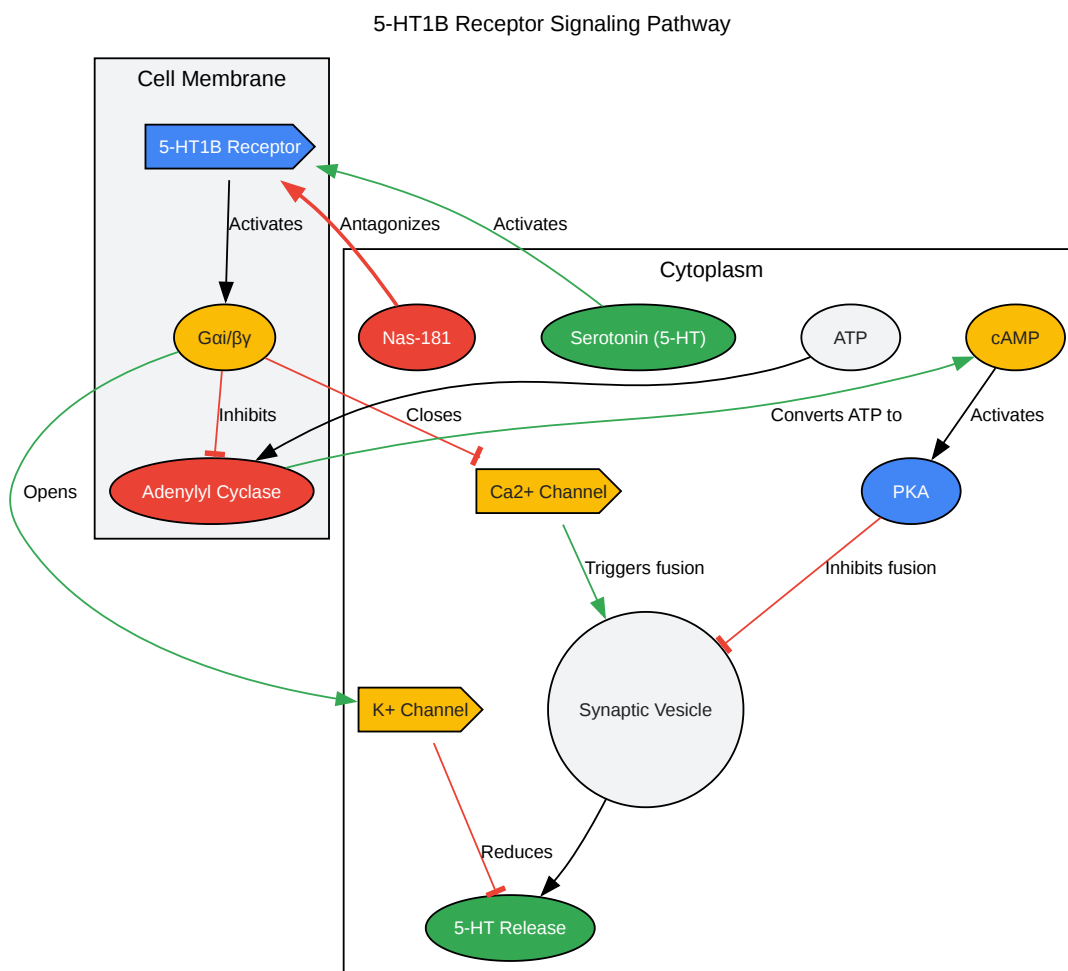 5-HT1B Receptor Signaling Pathway
Cell Membrane
5-HT1B Receptor
Activates
Antagonizes
Activates
Cytoplasm
Gαi/βγ
Nas-181
Serotonin (5-HT)
ATP
cAMP
Inhibits
Closes
Converts ATP to
Activates
Opens
Adenylyl Cyclase
Ca2+ Channel
PKA
Triggers fusion
Inhibits fusion
K+ Channel
Synaptic Vesicle
Reduces
5-HT Release